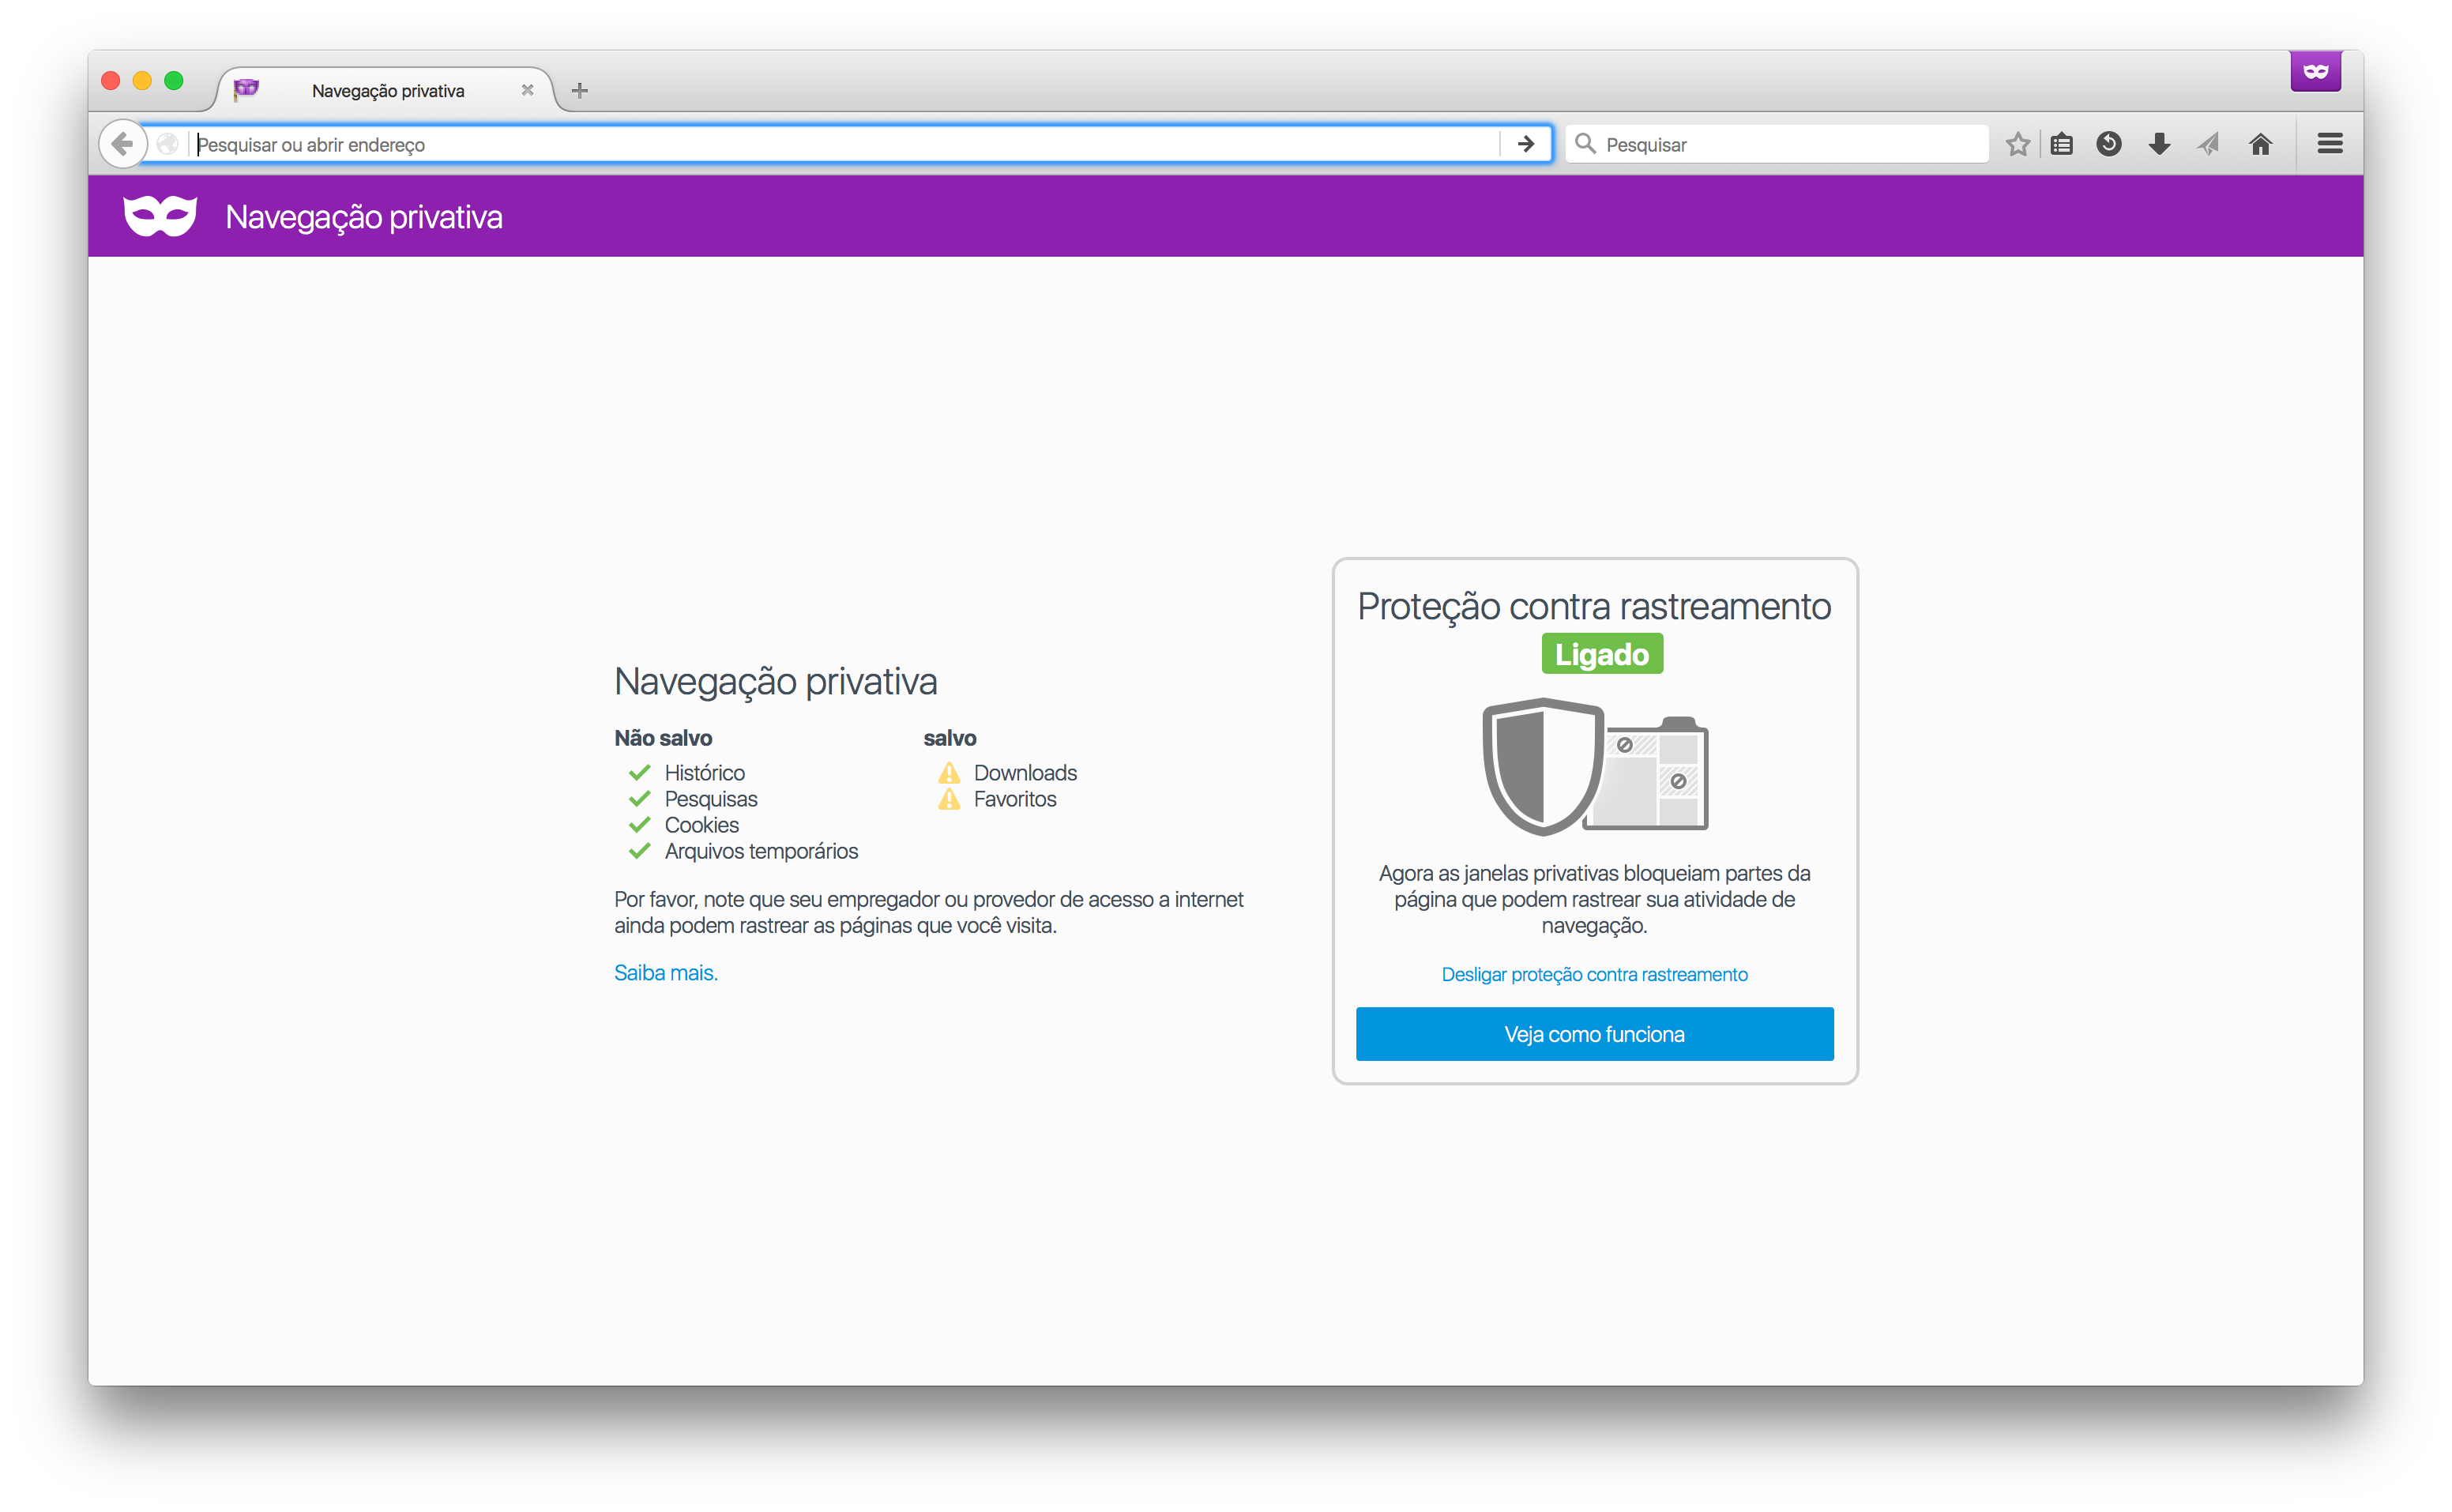 Navegação privativa
Pesquisar ou abrir endereço
Pesquisar
Navegação privativa
Navegação privativa
Não salvo
Histórico
Pesquisas
Cookies
Arquivos temporários
salvo
Downloads
Favoritos
Por favor, note que seu empregador ou provedor de acesso a internet
ainda podem rastrear as páginas que você visita.
Saiba mais.
Proteção contra rastreamento
Ligado
Agora as janelas privativas bloqueiam partes da
página que podem rastrear sua atividade de
navegação.
Desligar proteção contra rastreamento
Veja como funciona